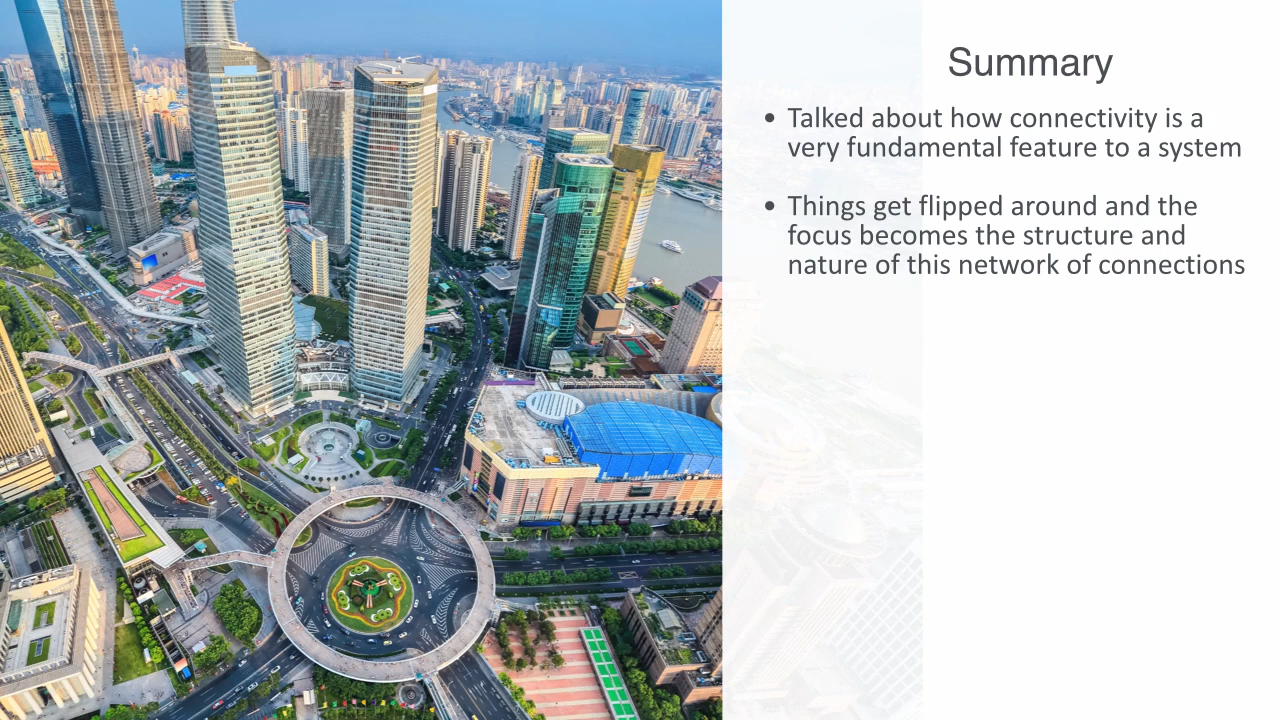 Summary
• Talked about how connectivity is a
very fundamental feature to a system
• Things get flipped around and the
focus becomes the structure and
nature of this network of connections